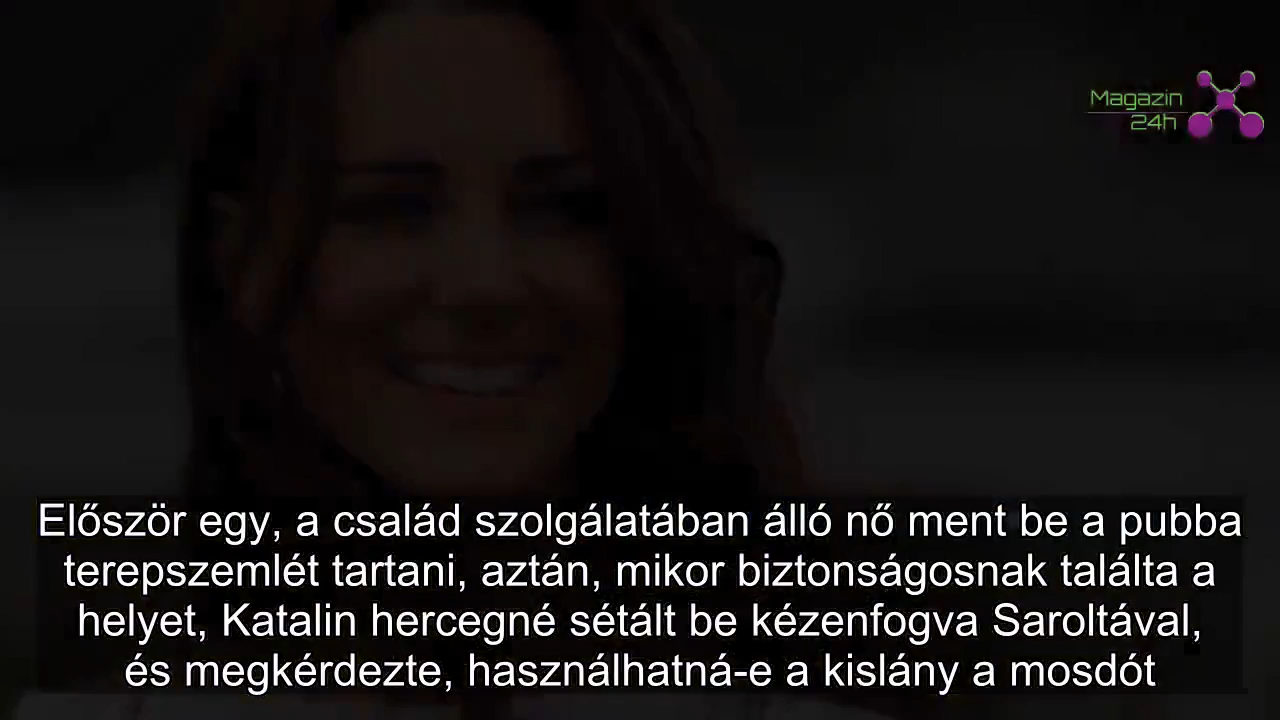 Magazin
24h
Először egy, a család szolgálatában álló nő ment be a pubba
terepszemlét tartani, aztán, mikor biztonságosnak találta a
helyet, Katalin hercegné sétált be kézenfogva Saroltával,
és megkérdezte, használhatná-e a kislány a mosdót